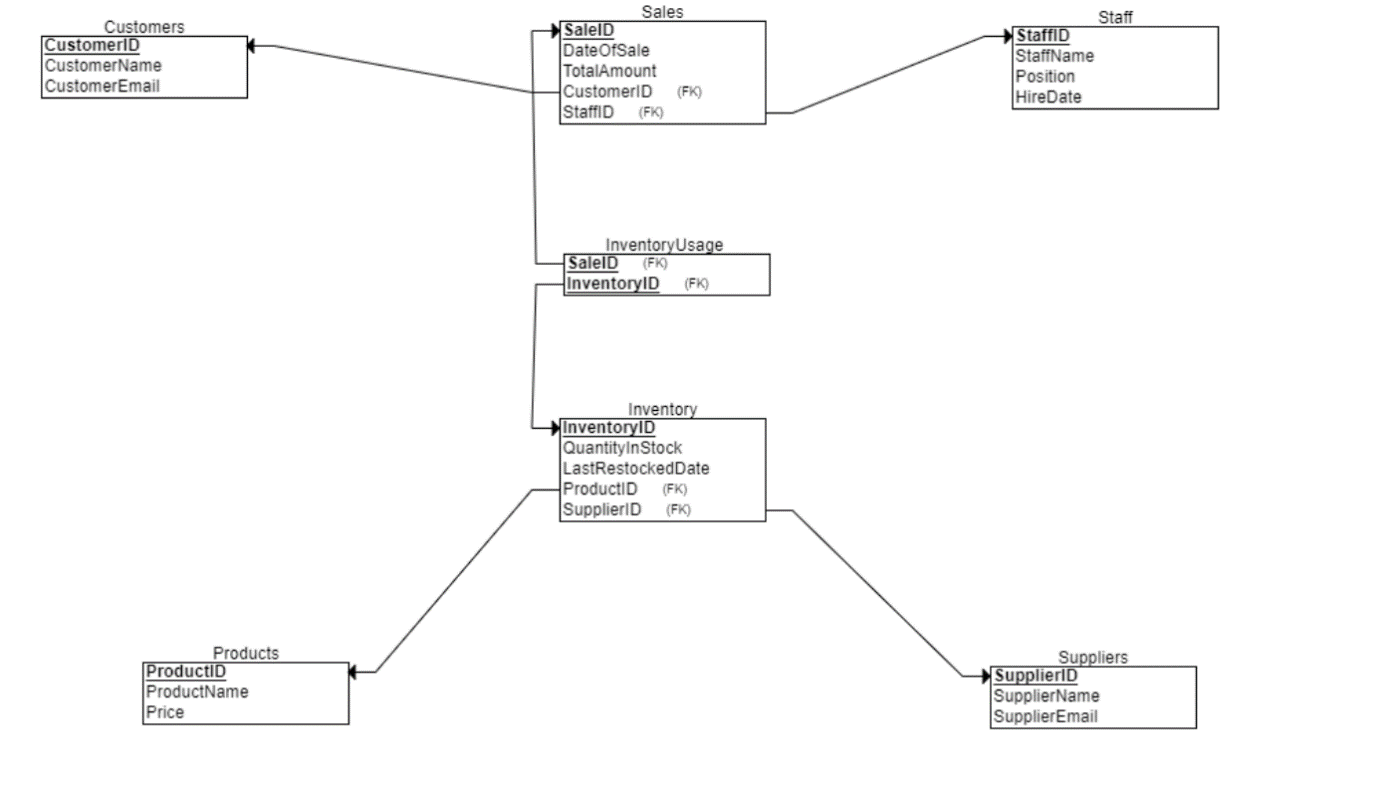 Customers
CustomerID
CustomerName
CustomerEmail
Sales
SaleID
DateOfSale
TotalAmount
CustomerID (FK)
StaffID (FK)
Staff
StaffID
StaffName
Position
HireDate
InventoryUsage
SaleID (FK)
InventoryID (FK)
Inventory
InventoryID
QuantityInStock
LastRestockedDate
ProductID (FK)
SupplierID (FK)
Products
ProductID
ProductName
Price
Suppliers
SupplierID
SupplierName
SupplierEmail